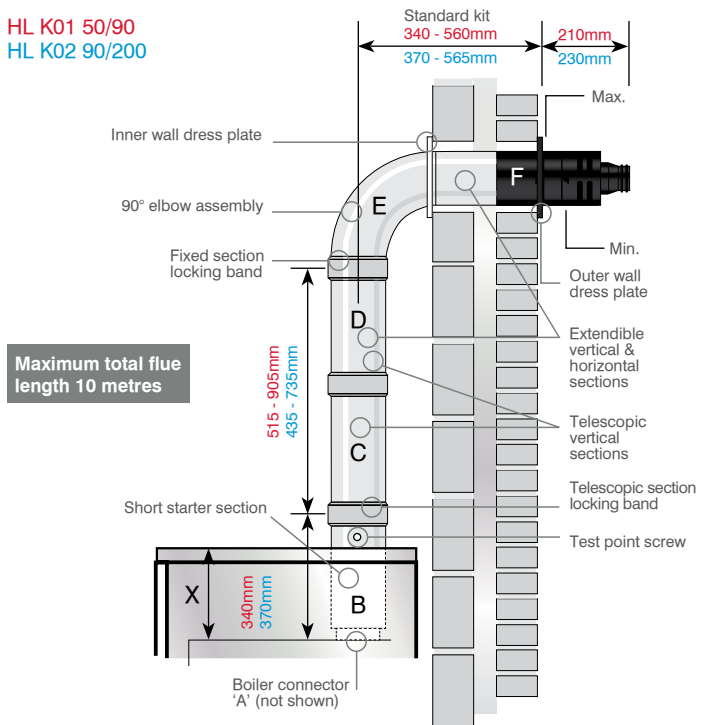 HL K01 50/90
HL K02 90/200
Standard kit
340 - 560mm
370 - 565mm
210mm
230mm
Max.
Inner wall dress plate
F
90° elbow assembly
E
Min.
Fixed section
locking band
Outer wall
dress plate
D
Maximum total flue
length 10 metres
515 - 905mm
435 - 735mm
Extendible
vertical &
horizontal
sections
C
Telescopic
vertical
sections
Short starter section
Telescopic section
locking band
Test point screw
X
340mm
370mm
B
Boiler connector
'A' (not shown)